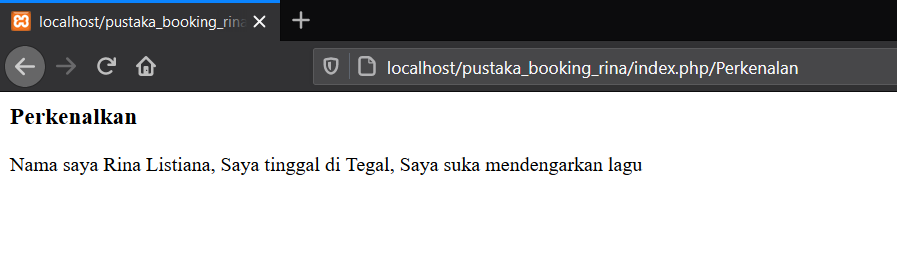 localhost/pustaka_booking_rina
localhost/pustaka_booking_rina/index.php/Perkenalan
Perkenalkan
Nama saya Rina Listiana, Saya tinggal di Tegal, Saya suka mendengarkan lagu